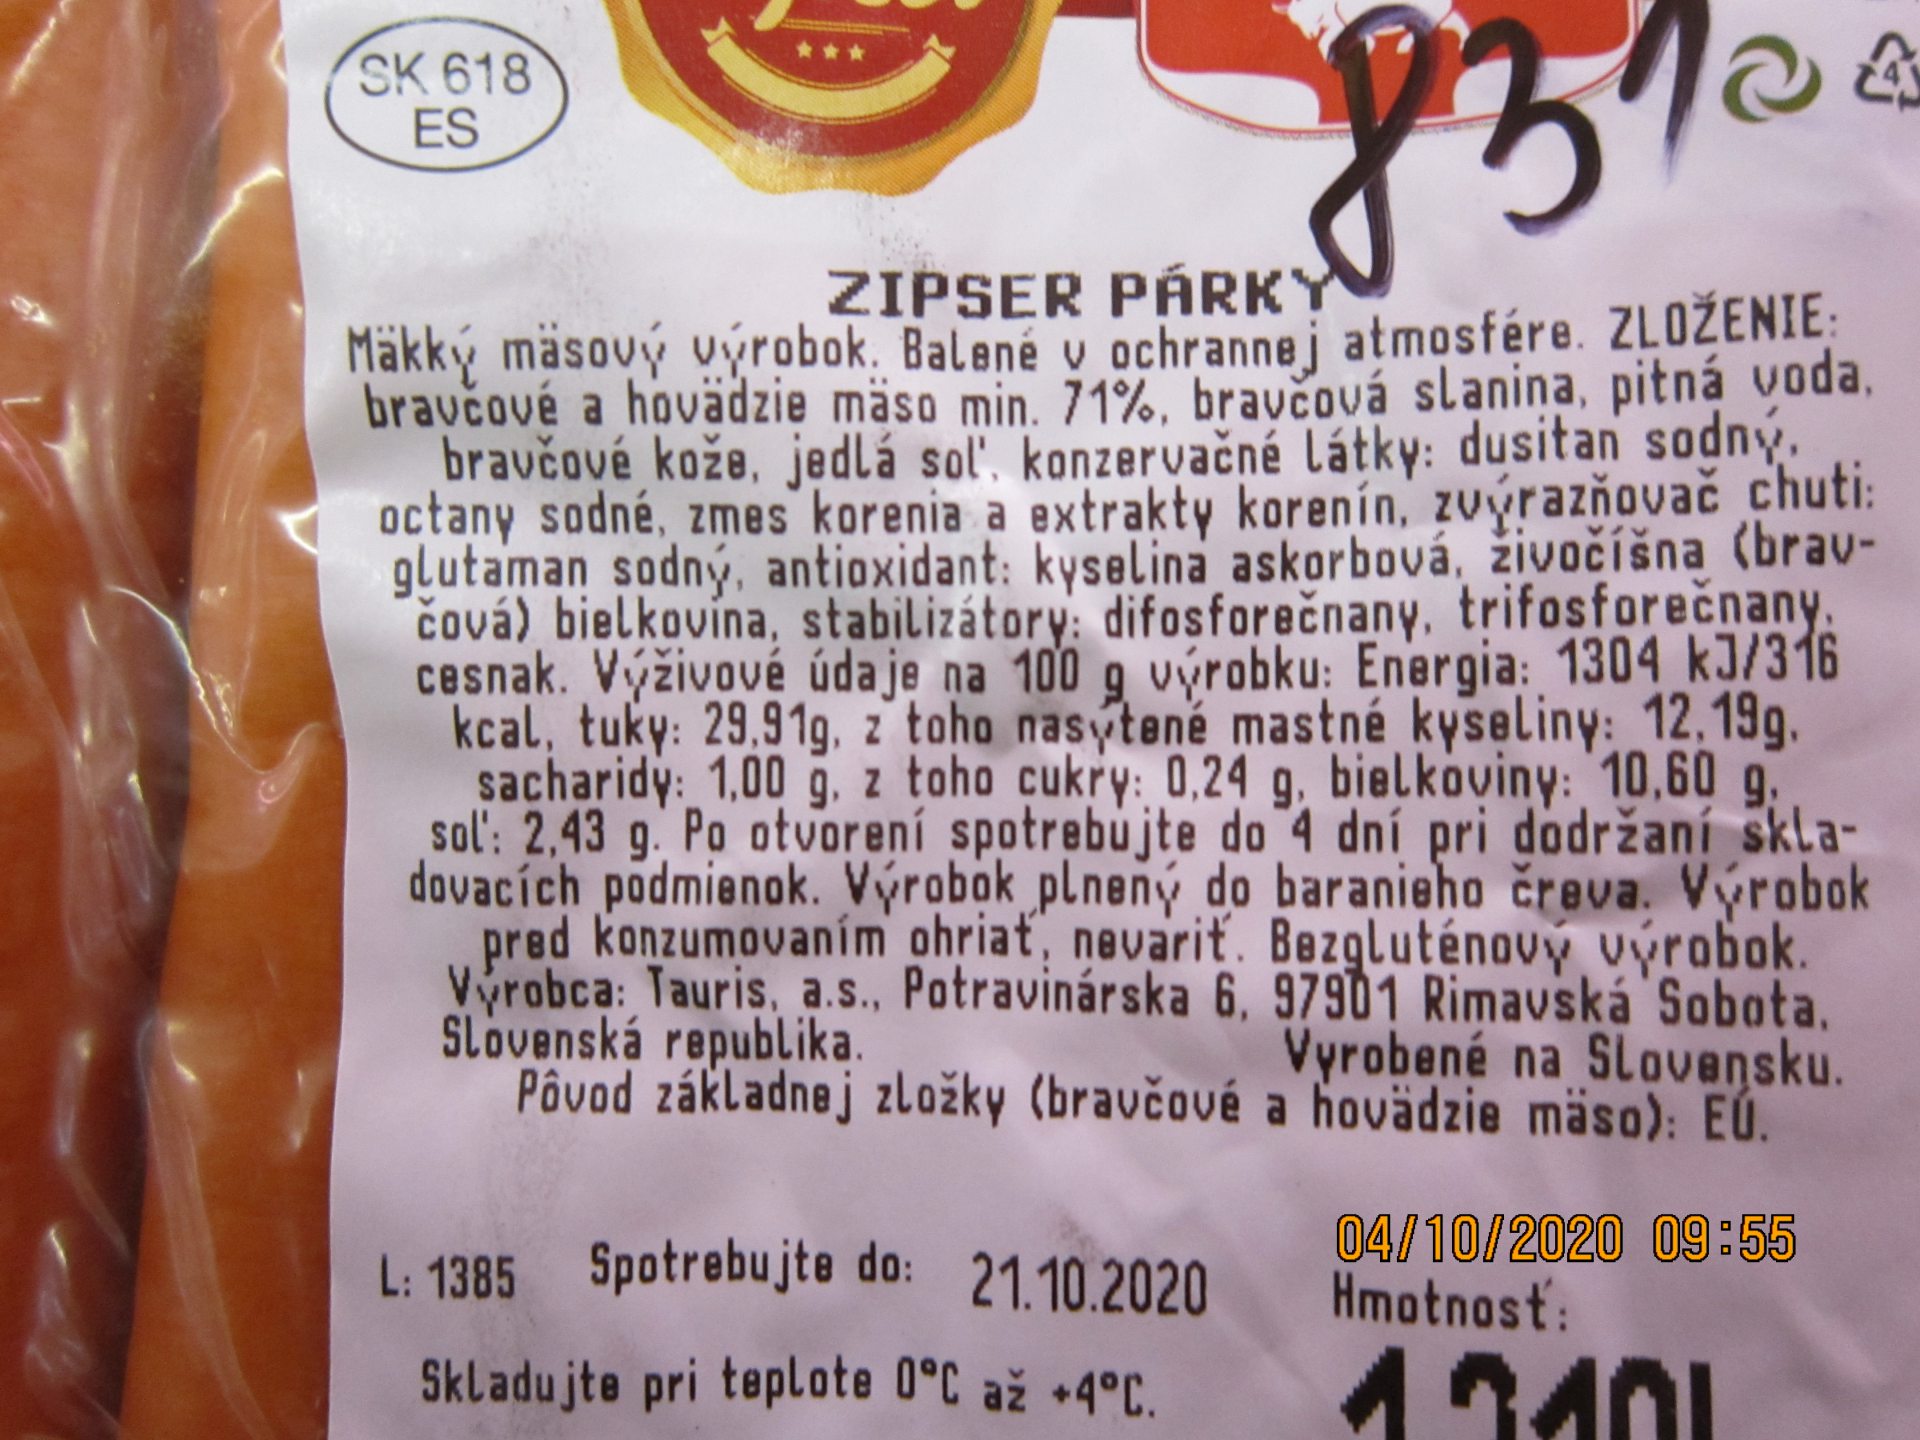 SK 618
ES
831
4
ZIPSER PÁRKY
Mäkký mäsový výrobok. Balené v ochrannej atmosfére. ZLOŽENIE:
bravčové a hovädzie mäso min. 71%, bravčová slanina, pitná voda,
bravčové kože, jedlá soľ, konzervačné látky: dusitan sodný,
octany sodné, zmes korenia a extrakty korenín, zvýrazňovač chuti:
glutaman sodný, antioxidant: kyselina askorbová, živočíšna (brav-
čová) bielkovina, stabilizátory: difosforečnany, trifosforečnany,
cesnak. Výživové údaje na 100 g výrobku: Energia: 1304 kJ/316
kcal, tuky: 29,91g, z toho nasýtené mastné kyseliny: 12,19g,
sacharidy: 1,00 g, z toho cukry: 0,24 g, bielkoviny: 10,60 g,
soľ: 2,43 g. Po otvorení spotrebujte do 4 dní pri dodržaní skla-
dovacích podmienok. Výrobok plnený do baranieho čreva. Výrobok
pred konzumovaním ohriať, nevariť. Bezgluténový výrobok.
Výrobca: Tauris, a.s., Potravinárska 6, 97901 Rimavská Sobota,
Slovenská republika. Vyrobené na Slovensku.
Pôvod základnej zložky (bravčové a hovädzie mäso): EÚ.
04/10/2020 09:55
L: 1385 Spotrebujte do: 21.10.2020 Hmotnosť:
Skladujte pri teplote 0°C až +4°C.